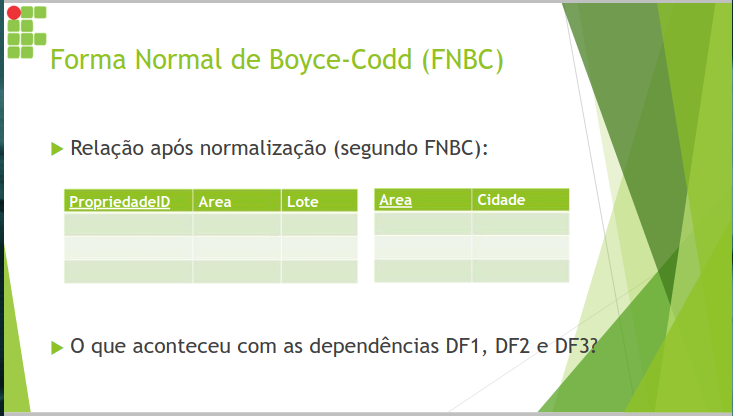 Forma Normal de Boyce-Codd (FNBC)
Relação após normalização (segundo FNBC):
PropriedadeID Area Lote
Area Cidade
O que aconteceu com as dependências DF1, DF2 e DF3?